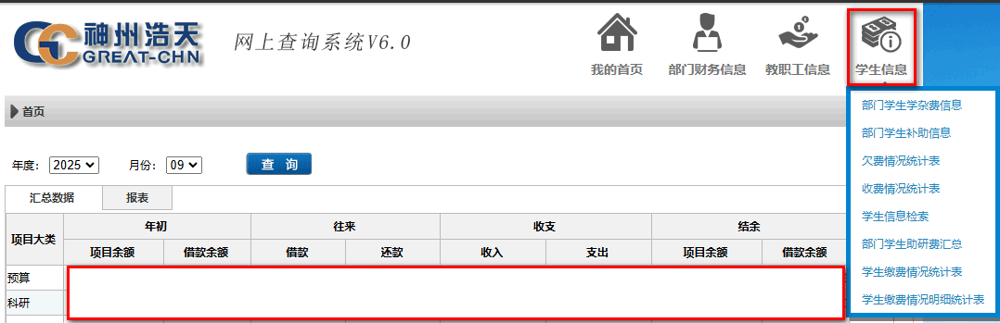 神州浩天
GREAT-CHN
网上查询系统V6.0
我的首页 部门财务信息 教职工信息 学生信息
首页
部门学生学杂费信息
部门学生补助信息
欠费情况统计表
收费情况统计表
学生信息检索
部门学生助研费汇总
学生缴费情况统计表
学生缴费情况明细统计表
年度: 2025 月份: 09 查 询
汇总数据 报表
项目大类 年初 往来 收支 结余
项目余额 借款余额 借款 还款 收入 支出 项目余额 借款余额
预算
科研